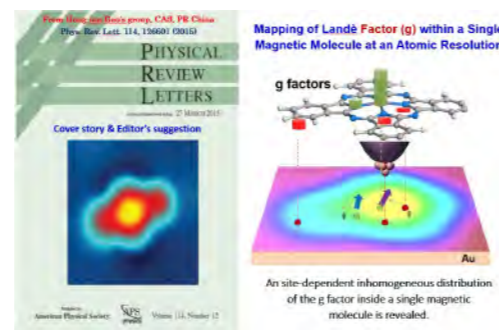 From Hong-Jun Gao's group, CAS, PR China
Phys. Rev. Lett. 114, 126601 (2015)
PHYSICAL
REVIEW
LETTERS
27 MARCH 2015
Cover story & Editor's suggestion
American Physical Society
APS
Volume 114, Number 12
Mapping of Landè Factor (g) within a Single
Magnetic Molecule at an Atomic Resolution
g factors
Au
An site-dependent inhomogeneous distribution
of the g factor inside a single magnetic
molecule is revealed.